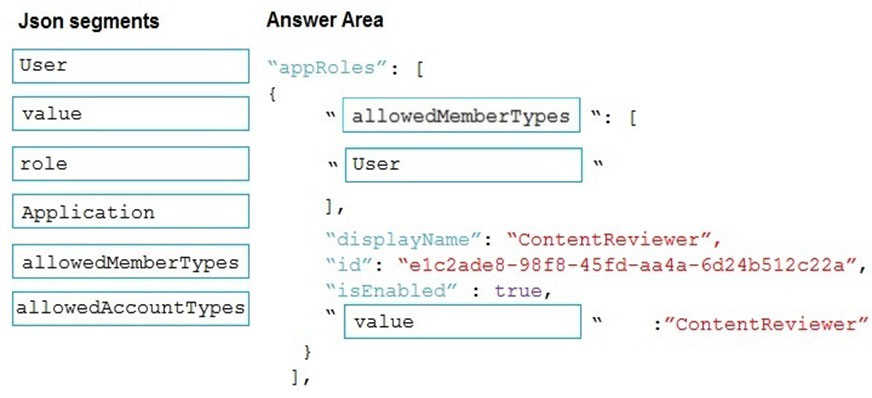 Json segments
Answer Area
User
value
role
Application
allowedMemberTypes
allowedAccountTypes
“appRoles”: [
{
“ allowedMemberTypes “: [
“ User “
],
“displayName”: “ContentReviewer”,
“id”: “e1c2ade8-98f8-45fd-aa4a-6d24b512c22a”,
“isEnabled” : true,
“ value “ :”ContentReviewer”
}
],